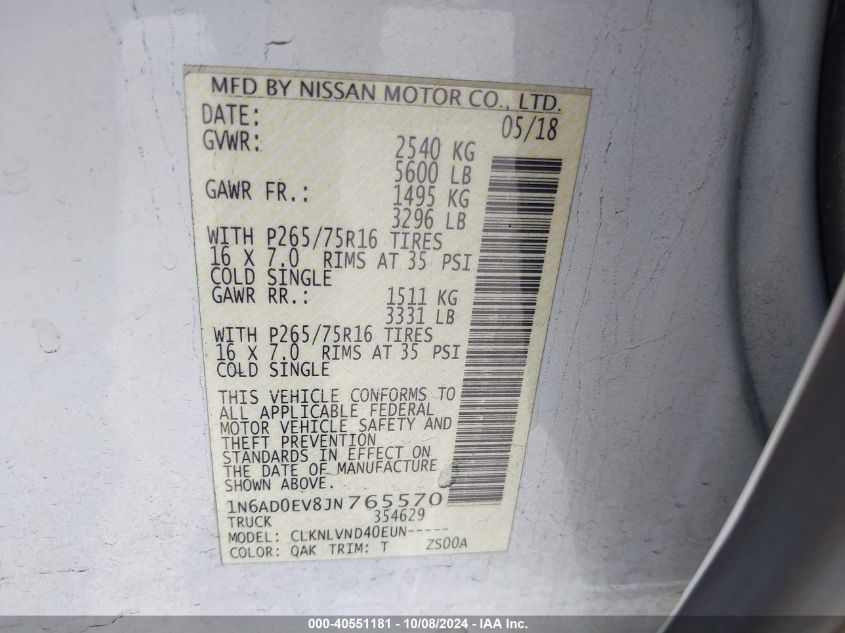 MFD BY NISSAN MOTOR CO., LTD.
DATE: 05/18
GVWR: 2540 KG
5600 LB
GAWR FR.: 1495 KG
3296 LB
WITH P265/75R16 TIRES
16 X 7.0 RIMS AT 35 PSI
COLD SINGLE
GAWR RR.: 1511 KG
3331 LB
WITH P265/75R16 TIRES
16 X 7.0 RIMS AT 35 PSI
COLD SINGLE
THIS VEHICLE CONFORMS TO
ALL APPLICABLE FEDERAL
MOTOR VEHICLE SAFETY AND
THEFT PREVENTION
STANDARDS IN EFFECT ON
THE DATE OF MANUFACTURE
SHOWN ABOVE.
1N6AD0EV8JN765570
TRUCK 354629
MODEL: CLKNLVND40EUN-----
COLOR: QAK TRIM: T ZS00A
000-40551181 - 10/08/2024 - IAA Inc.